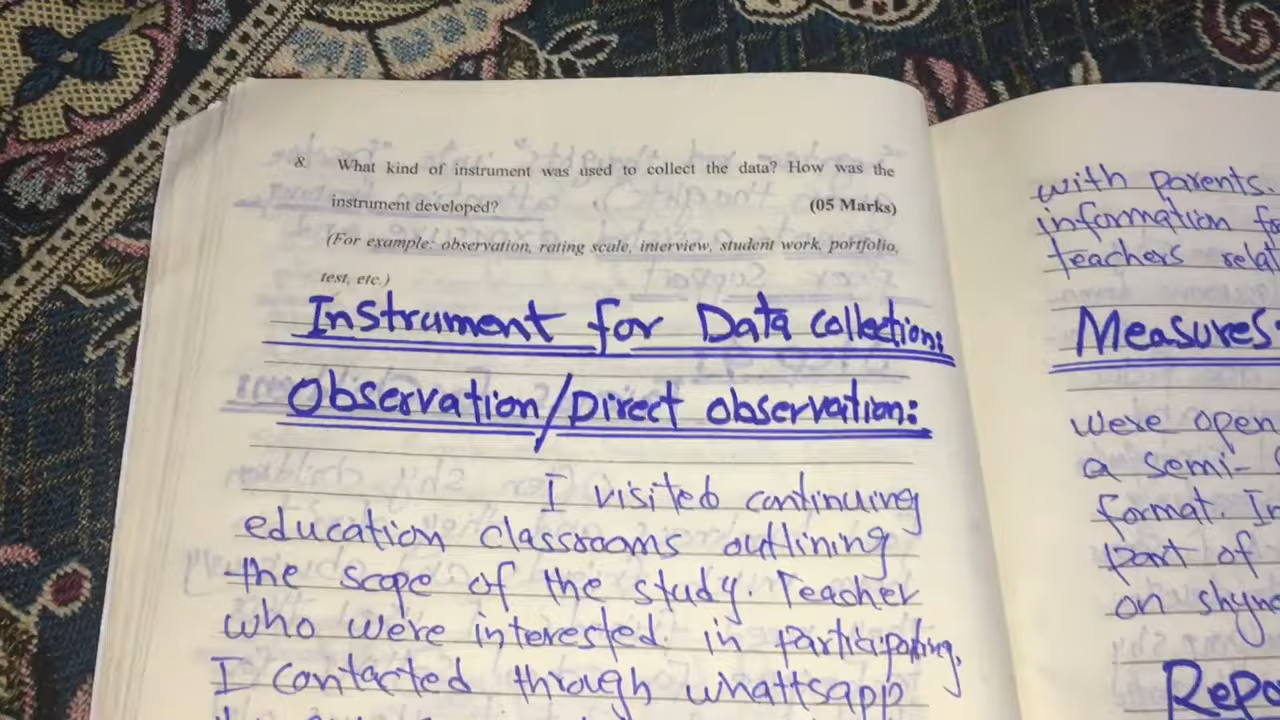 8. What kind of instrument was used to collect the data? How was the
instrument developed? (05 Marks)
(For example: observation, rating scale, interview, student work, portfolio,
test, etc.)
Instrument for Data collection:
Observation/Direct observation:
I visited continuing
education classrooms outlining
the scope of the study. Teacher
who were interested in participating,
I contacted through whattsapp
with parents.
information
teachers
Measures
were open
a semi-
format.
part of
on